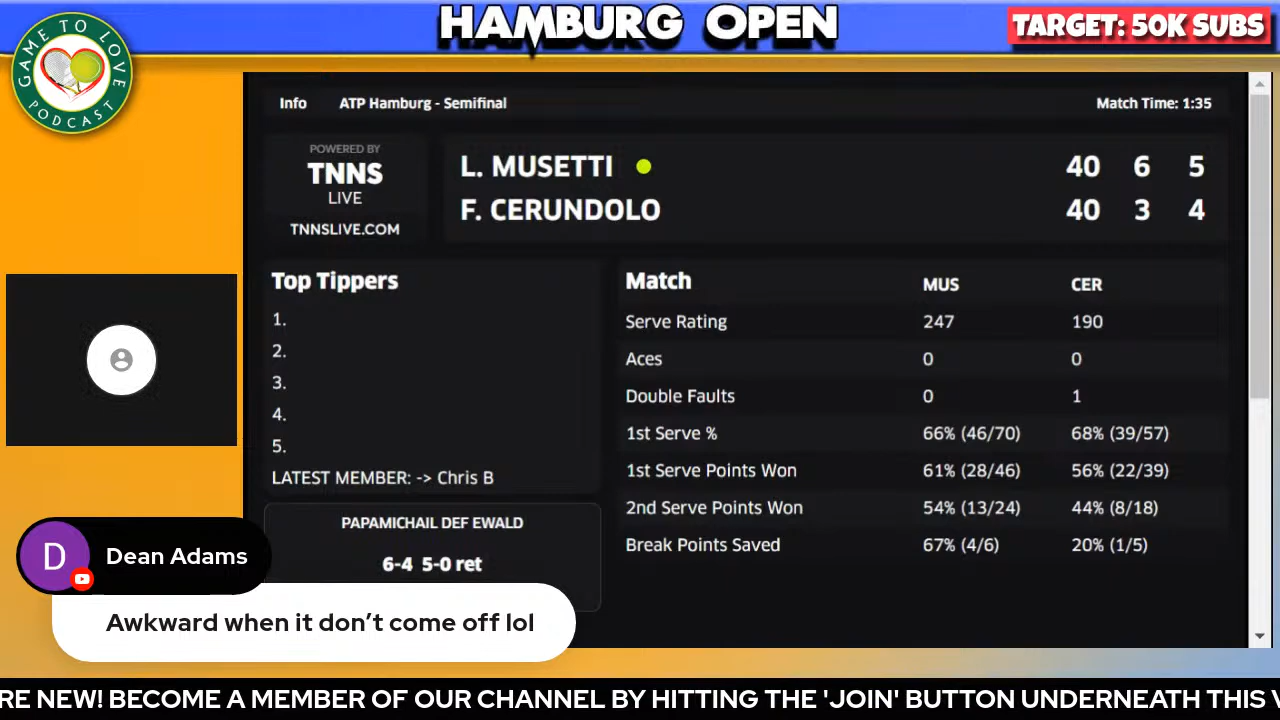 HAMBURG OPEN
TARGET: 50K SUBS
GAME TO LOVE
PODCAST
Info ATP Hamburg - Semifinal Match Time: 1:35
POWERED BY
TNNS
LIVE
TNNSLIVE.COM
L. MUSETTI 40 6 5
F. CERUNDOLO 40 3 4
Top Tippers
1.
2.
3.
4.
5.
LATEST MEMBER: -> Chris B
PAPAMICHAIL DEF EWALD
6-4 5-0 ret
Match MUS CER
Serve Rating 247 190
Aces 0 0
Double Faults 0 1
1st Serve % 66% (46/70) 68% (39/57)
1st Serve Points Won 61% (28/46) 56% (22/39)
2nd Serve Points Won 54% (13/24) 44% (8/18)
Break Points Saved 67% (4/6) 20% (1/5)
D Dean Adams
Awkward when it don’t come off lol
RE NEW! BECOME A MEMBER OF OUR CHANNEL BY HITTING THE 'JOIN' BUTTON UNDERNEATH THIS V